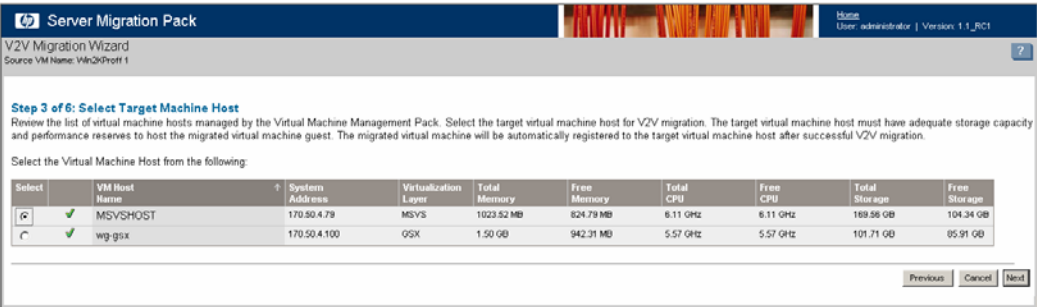 hp Server Migration Pack
Home
User: administrator | Version: 1.1_RC1
V2V Migration Wizard
Source VM Name: Win2KProff 1
?
Step 3 of 6: Select Target Machine Host
Review the list of virtual machine hosts managed by the Virtual Machine Management Pack. Select the target virtual machine host for V2V migration. The target virtual machine host must have adequate storage capacity
and performance reserves to host the migrated virtual machine guest. The migrated virtual machine will be automatically registered to the target virtual machine host after successful V2V migration.
Select the Virtual Machine Host from the following:
Select VM Host Name ↑ System Address Virtualization Layer Total Memory Free Memory Total CPU Free CPU Total Storage Free Storage
MSVSHOST 170.50.4.79 MSVS 1023.52 MB 824.79 MB 6.11 GHz 6.11 GHz 169.56 GB 104.34 GB
wg-gsx 170.50.4.100 GSX 1.50 GB 942.31 MB 5.57 GHz 5.57 GHz 101.71 GB 85.91 GB
Previous Cancel Next